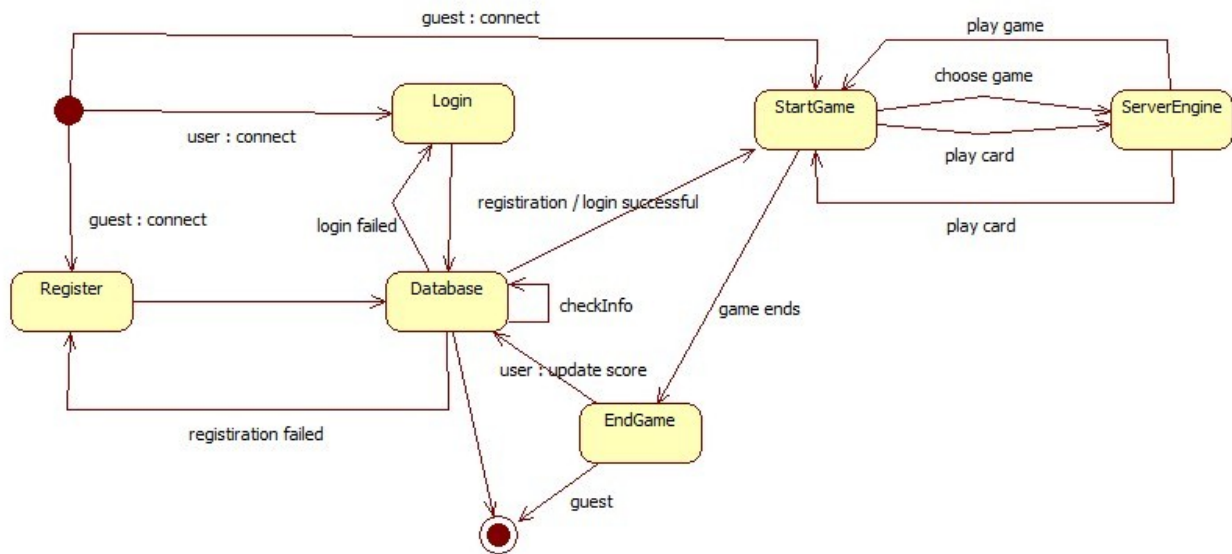 guest : connect
play game
choose game
Login
StartGame
ServerEngine
user : connect
play card
registiration / login successful
guest : connect
login failed
play card
Register
Database
checkInfo
game ends
user : update score
EndGame
registiration failed
guest